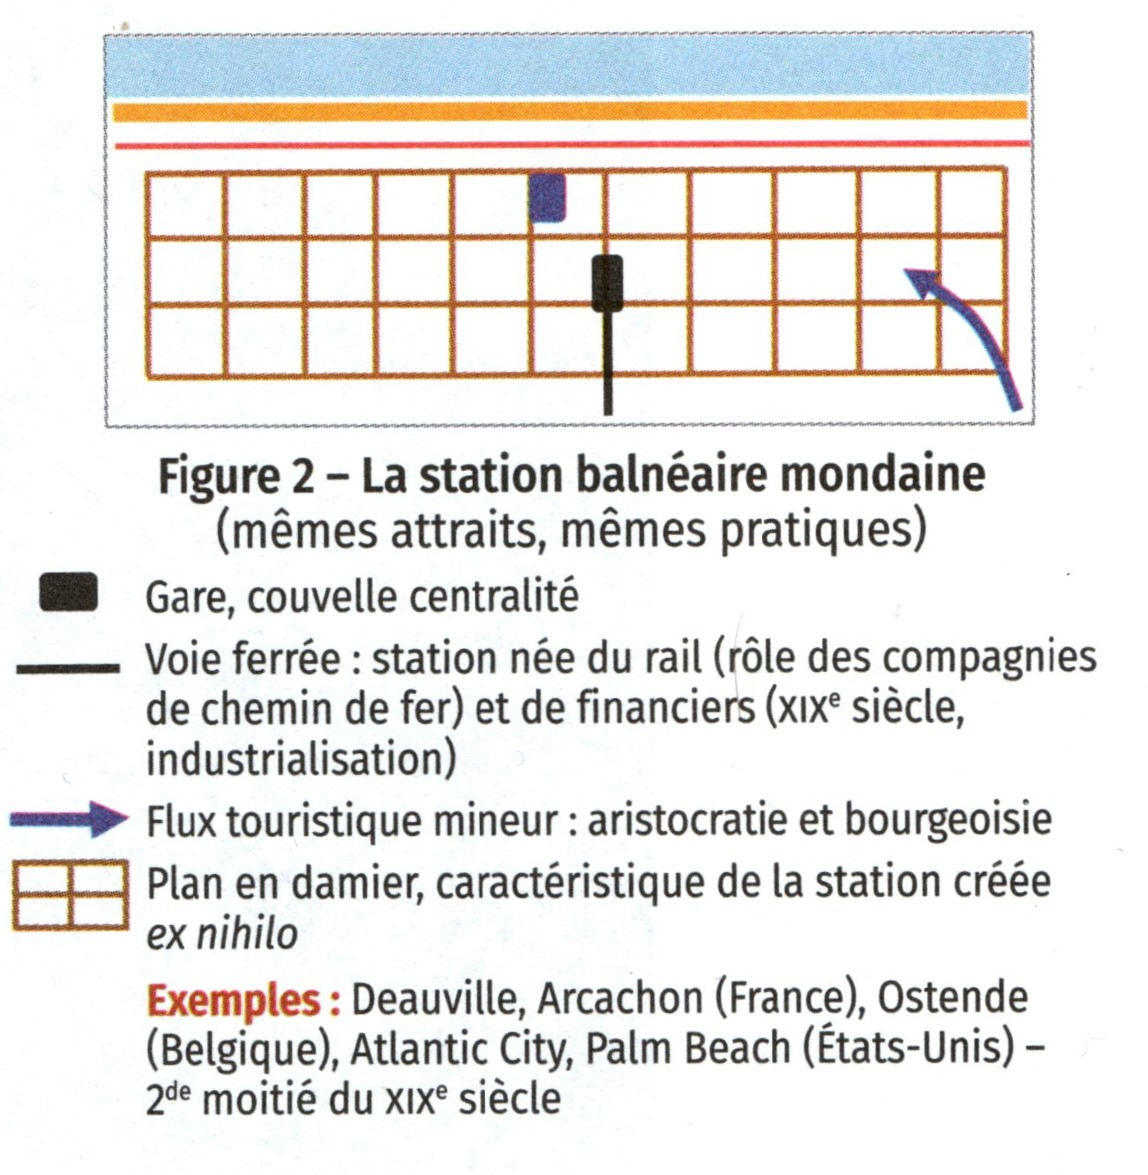 Figure 2 – La station balnéaire mondaine
(mêmes attraits, mêmes pratiques)
Gare, couvelle centralité
Voie ferrée : station née du rail (rôle des compagnies
de chemin de fer) et de financiers (XIXe siècle,
industrialisation)
Flux touristique mineur : aristocratie et bourgeoisie
Plan en damier, caractéristique de la station créée
ex nihilo
Exemples : Deauville, Arcachon (France), Ostende
(Belgique), Atlantic City, Palm Beach (États-Unis) –
2de moitié du XIXe siècle